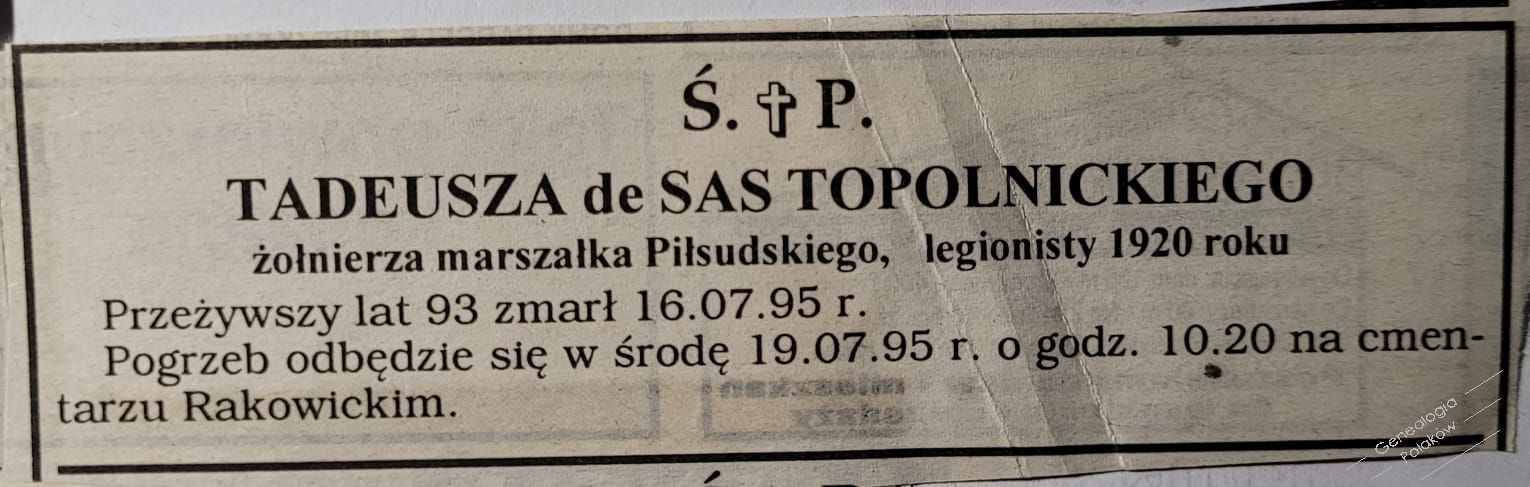 Ś. ✝ P.
TADEUSZA de SAS TOPOLNICKIEGO
żołnierza marszałka Piłsudskiego, legionisty 1920 roku
Przeżywszy lat 93 zmarł 16.07.95 r.
Pogrzeb odbędzie się w środę 19.07.95 r. o godz. 10.20 na cmen-
tarzu Rakowickim.
Genealogia
Polaków